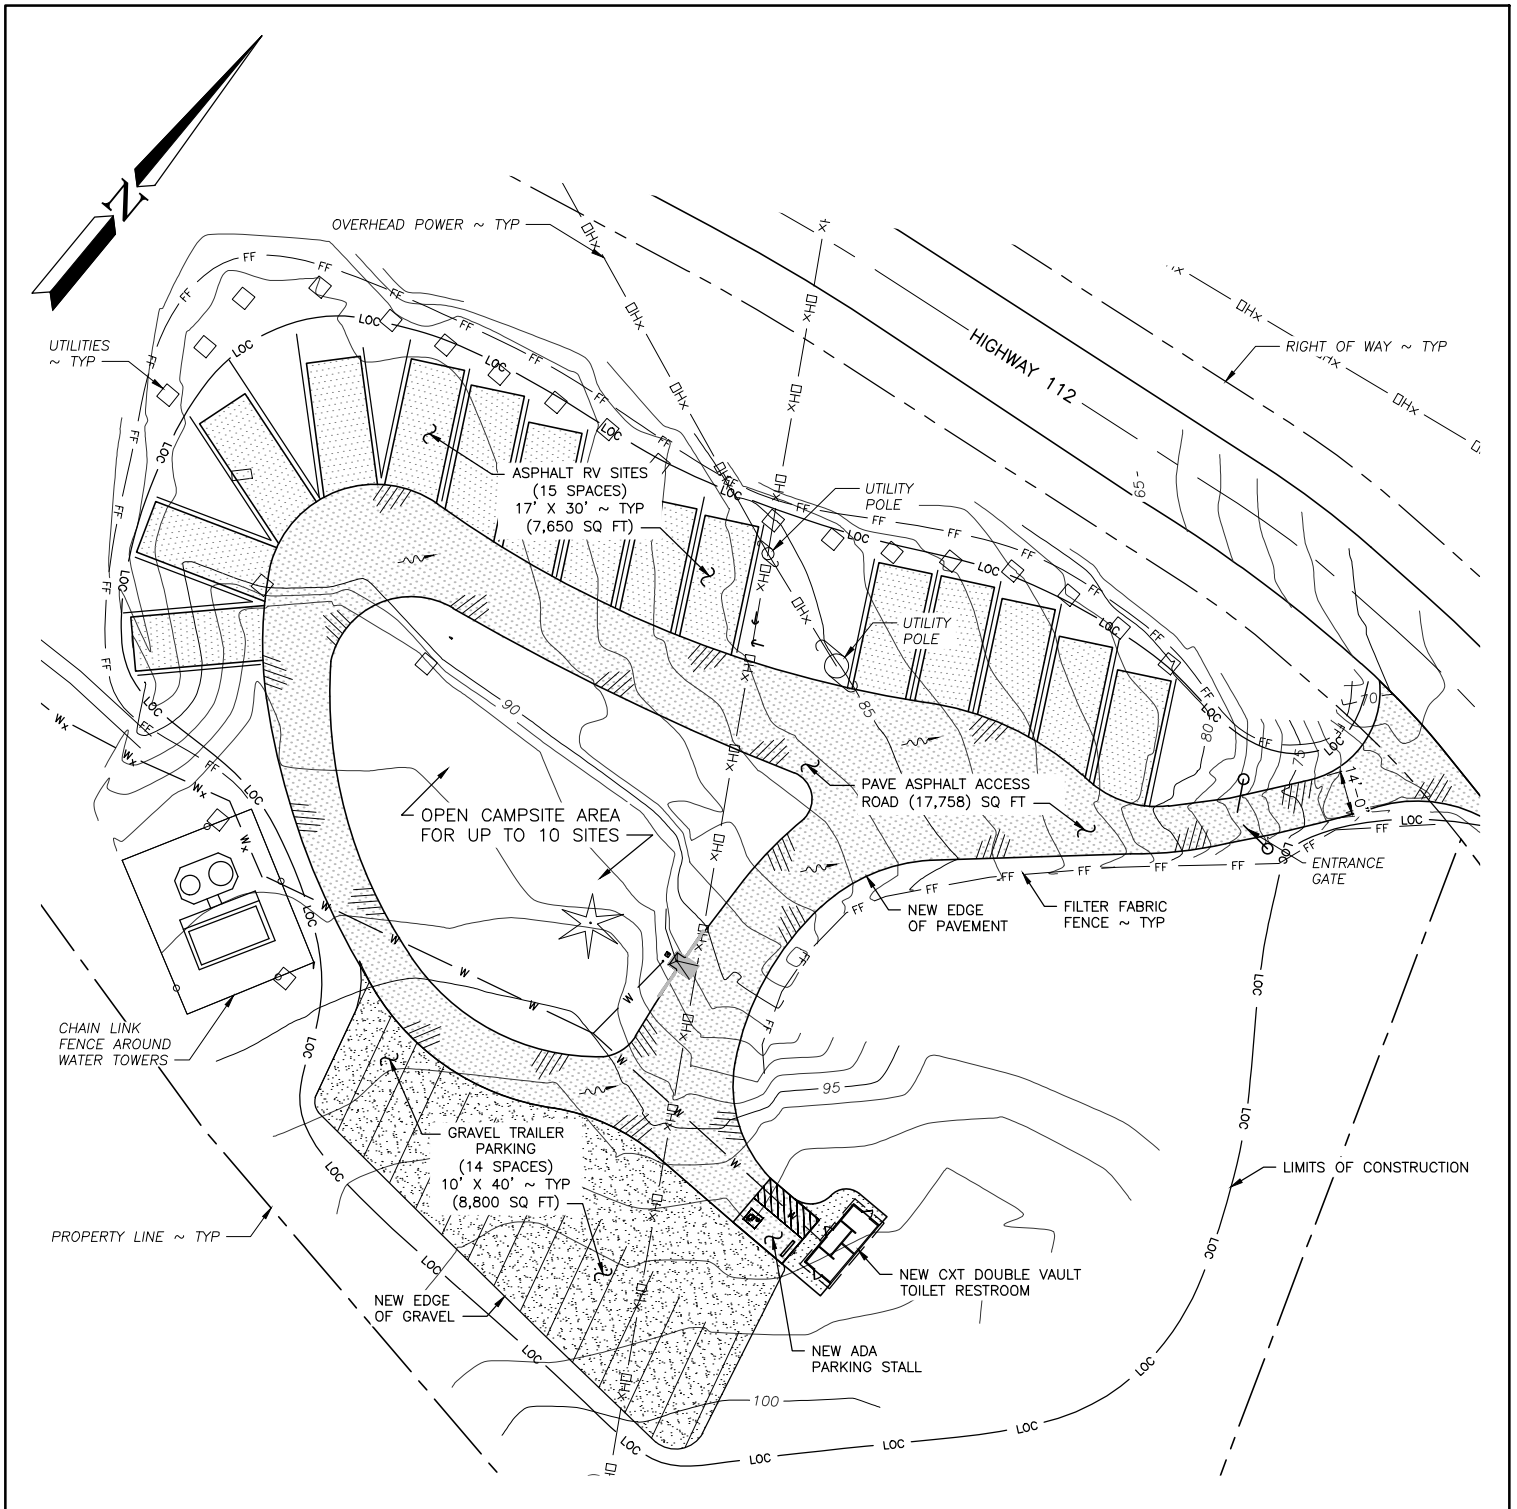 N
OVERHEAD POWER ~ TYP
HIGHWAY 112
RIGHT OF WAY ~ TYP
UTILITIES
~ TYP
ASPHALT RV SITES
(15 SPACES)
17' X 30' ~ TYP
(7,650 SQ FT)
UTILITY
POLE
65
UTILITY
POLE
90
85
80
75
70
14'-0"
PAVE ASPHALT ACCESS
ROAD (17,758) SQ FT
OPEN CAMPSITE AREA
FOR UP TO 10 SITES
ENTRANCE
GATE
NEW EDGE
OF PAVEMENT
FILTER FABRIC
FENCE ~ TYP
CHAIN LINK
FENCE AROUND
WATER TOWERS
95
GRAVEL TRAILER
PARKING
(14 SPACES)
10' X 40' ~ TYP
(8,800 SQ FT)
LIMITS OF CONSTRUCTION
PROPERTY LINE ~ TYP
NEW CXT DOUBLE VAULT
TOILET RESTROOM
NEW EDGE
OF GRAVEL
NEW ADA
PARKING STALL
100
LOC
FF
OHx
Wx
W